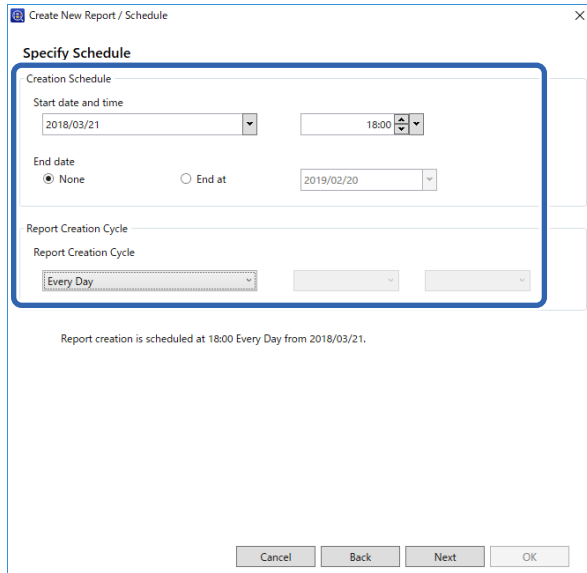 Create New Report / Schedule
Specify Schedule
Creation Schedule
Start date and time
2018/03/21 18:00
End date
None End at 2019/02/20
Report Creation Cycle
Report Creation Cycle
Every Day
Report creation is scheduled at 18:00 Every Day from 2018/03/21.
Cancel Back Next OK